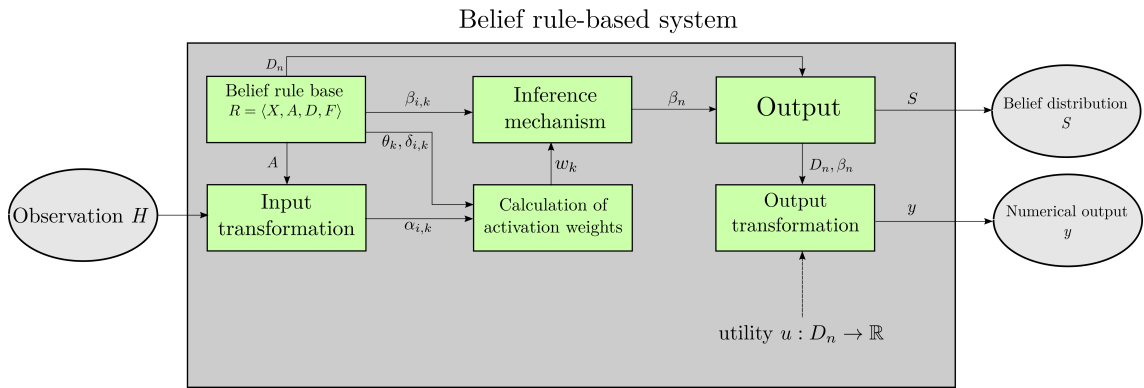 Belief rule-based system
D_n
Belief rule base
R = ⟨X, A, D, F⟩
β_{i,k}
Inference
mechanism
β_n
Output
S
Belief distribution
S
θ_k, δ_{i,k}
A
w_k
D_n, β_n
Observation H
Input
transformation
α_{i,k}
Calculation of
activation weights
Output
transformation
y
Numerical output
y
utility u : D_n → ℝ